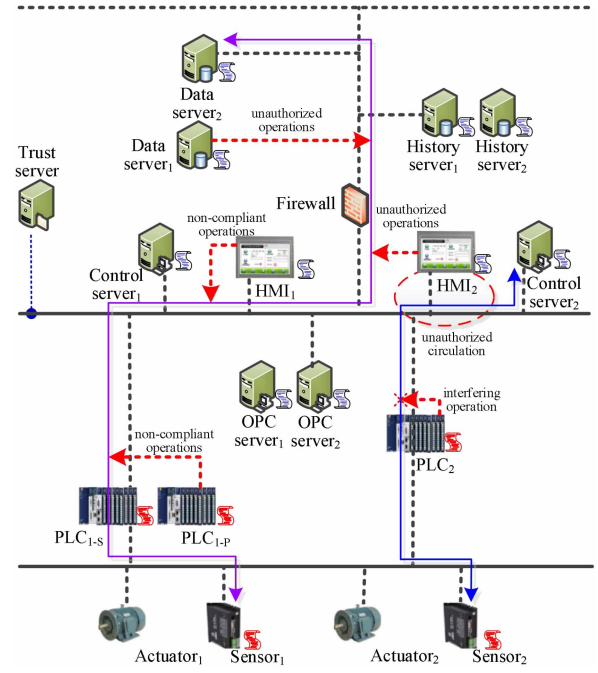 Data
server2
unauthorized
operations
Data
server1
History
server1
History
server2
Trust
server
Firewall
non-compliant
operations
unauthorized
operations
Control
server1
HMI1
HMI2
Control
server2
unauthorized
circulation
OPC
server1
OPC
server2
interfering
operation
PLC2
non-compliant
operations
PLC1-S
PLC1-P
Actuator1
Sensor1
Actuator2
Sensor2